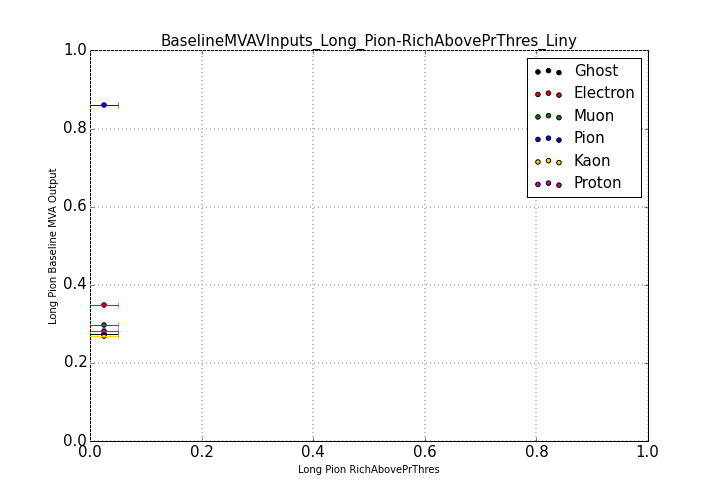 BaselineMVAVInputs_Long_Pion-RichAbovePrThres_Liny
1.0
0.8
0.6
0.4
0.2
0.0
Long Pion Baseline MVA Output
Ghost
Electron
Muon
Pion
Kaon
Proton
0.0 0.2 0.4 0.6 0.8 1.0
Long Pion RichAbovePrThres